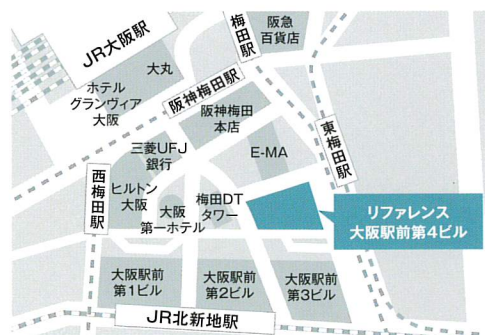 JR大阪駅
梅田駅
阪急
百貨店
大丸
ホテル
グランヴィア
大阪
阪神梅田駅
阪神梅田
本店
三菱UFJ
銀行
E-MA
東梅田駅
西梅田駅
ヒルトン
大阪
大阪
第一ホテル
梅田DT
タワー
リファレンス
大阪駅前第4ビル
大阪駅前
第1ビル
大阪駅前
第2ビル
大阪駅前
第3ビル
JR北新地駅